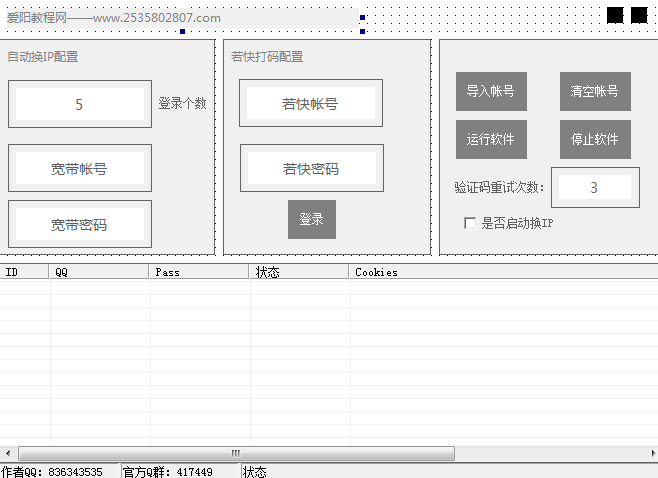 爱阳教程网——www.2535802807.com
自动换IP配置
5
登录个数
宽带帐号
宽带密码
若快打码配置
若快帐号
若快密码
登录
导入帐号 清空帐号
运行软件 停止软件
验证码重试次数: 3
是否启动换IP
ID QQ Pass 状态 Cookies
作者QQ: 836343535 官方Q群: 417449 状态